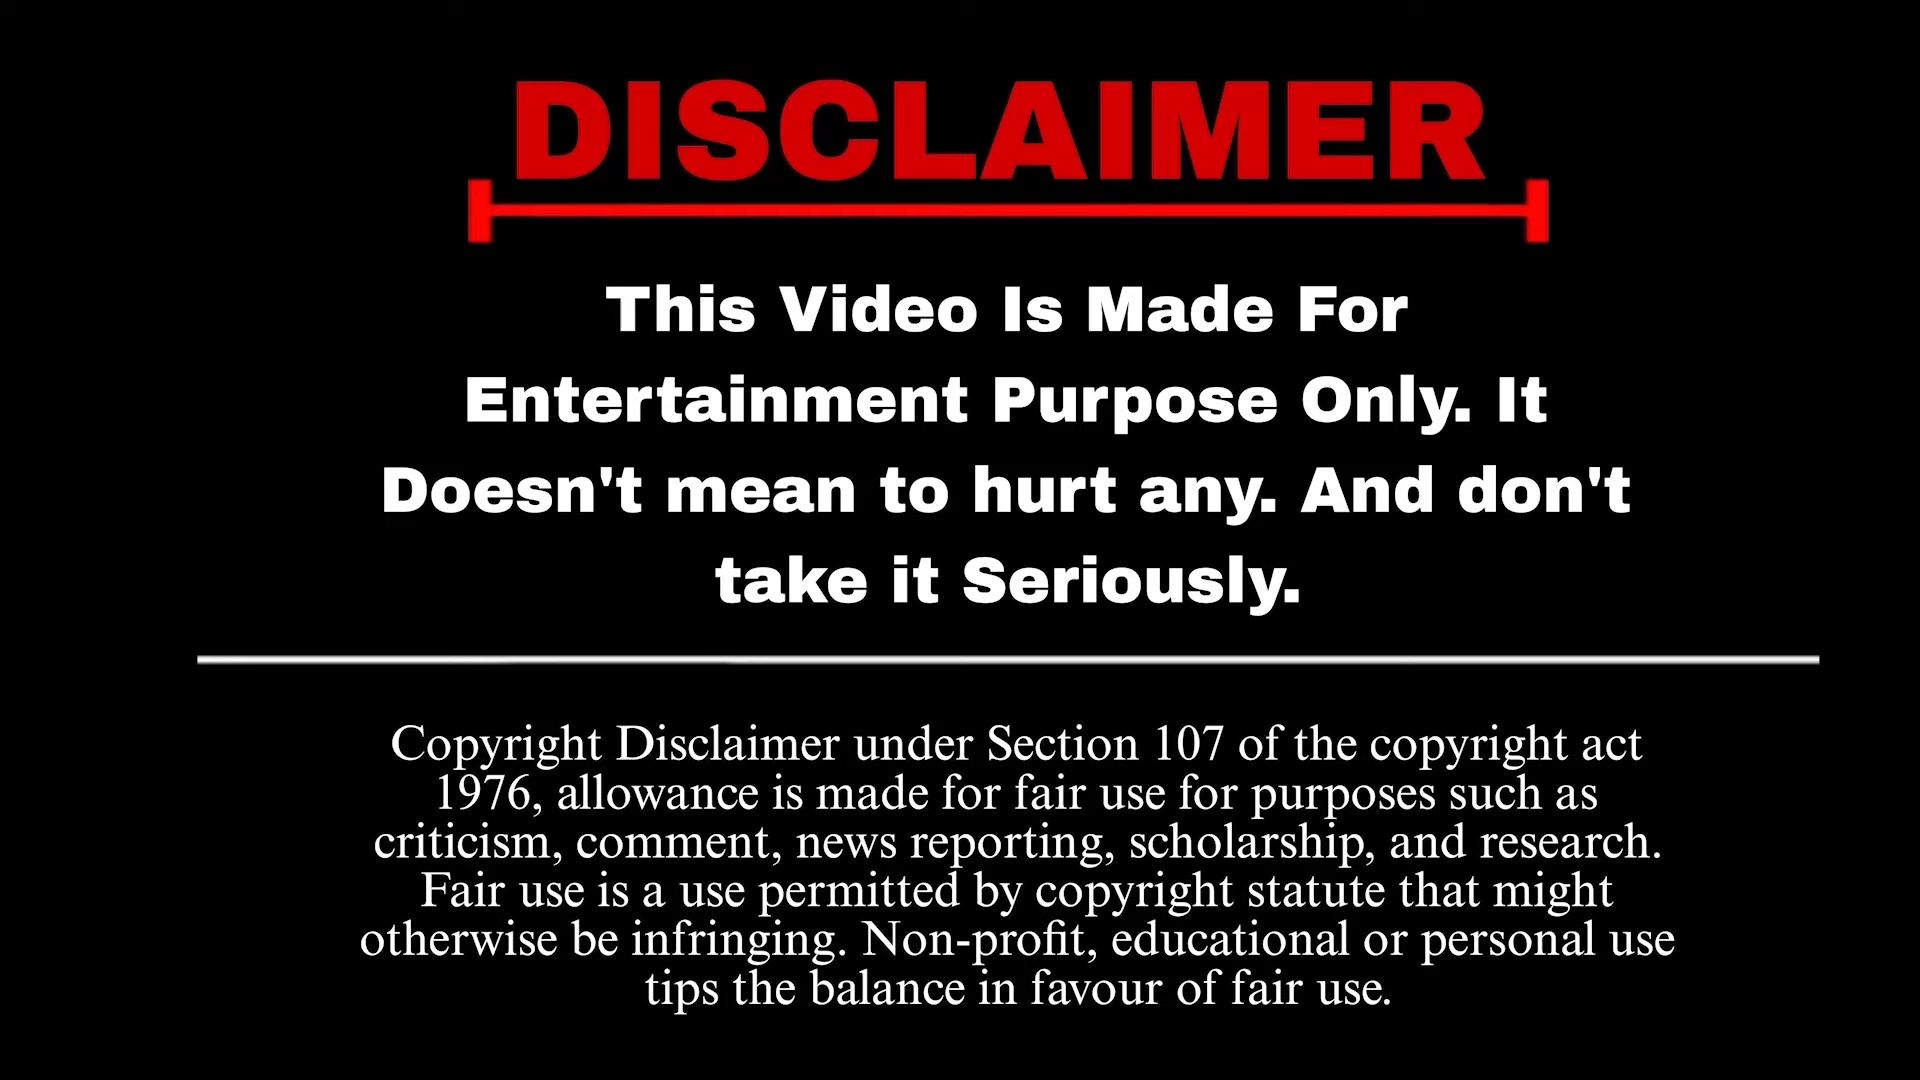 DISCLAIMER
This Video Is Made For
Entertainment Purpose Only. It
Doesn't mean to hurt any. And don't
take it Seriously.
Copyright Disclaimer under Section 107 of the copyright act
1976, allowance is made for fair use for purposes such as
criticism, comment, news reporting, scholarship, and research.
Fair use is a use permitted by copyright statute that might
otherwise be infringing. Non-profit, educational or personal use
tips the balance in favour of fair use.